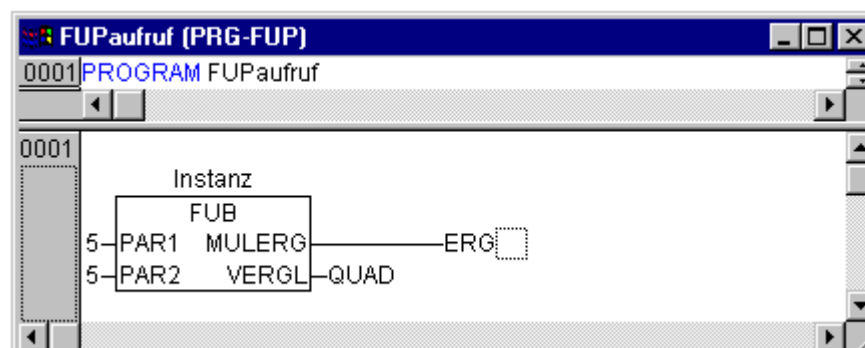 FUPaufruf (PRG-FUP)
0001 PROGRAM FUPaufruf
0001
Instanz
FUB
5 PAR1 MULERG ERG
5 PAR2 VERGL QUAD